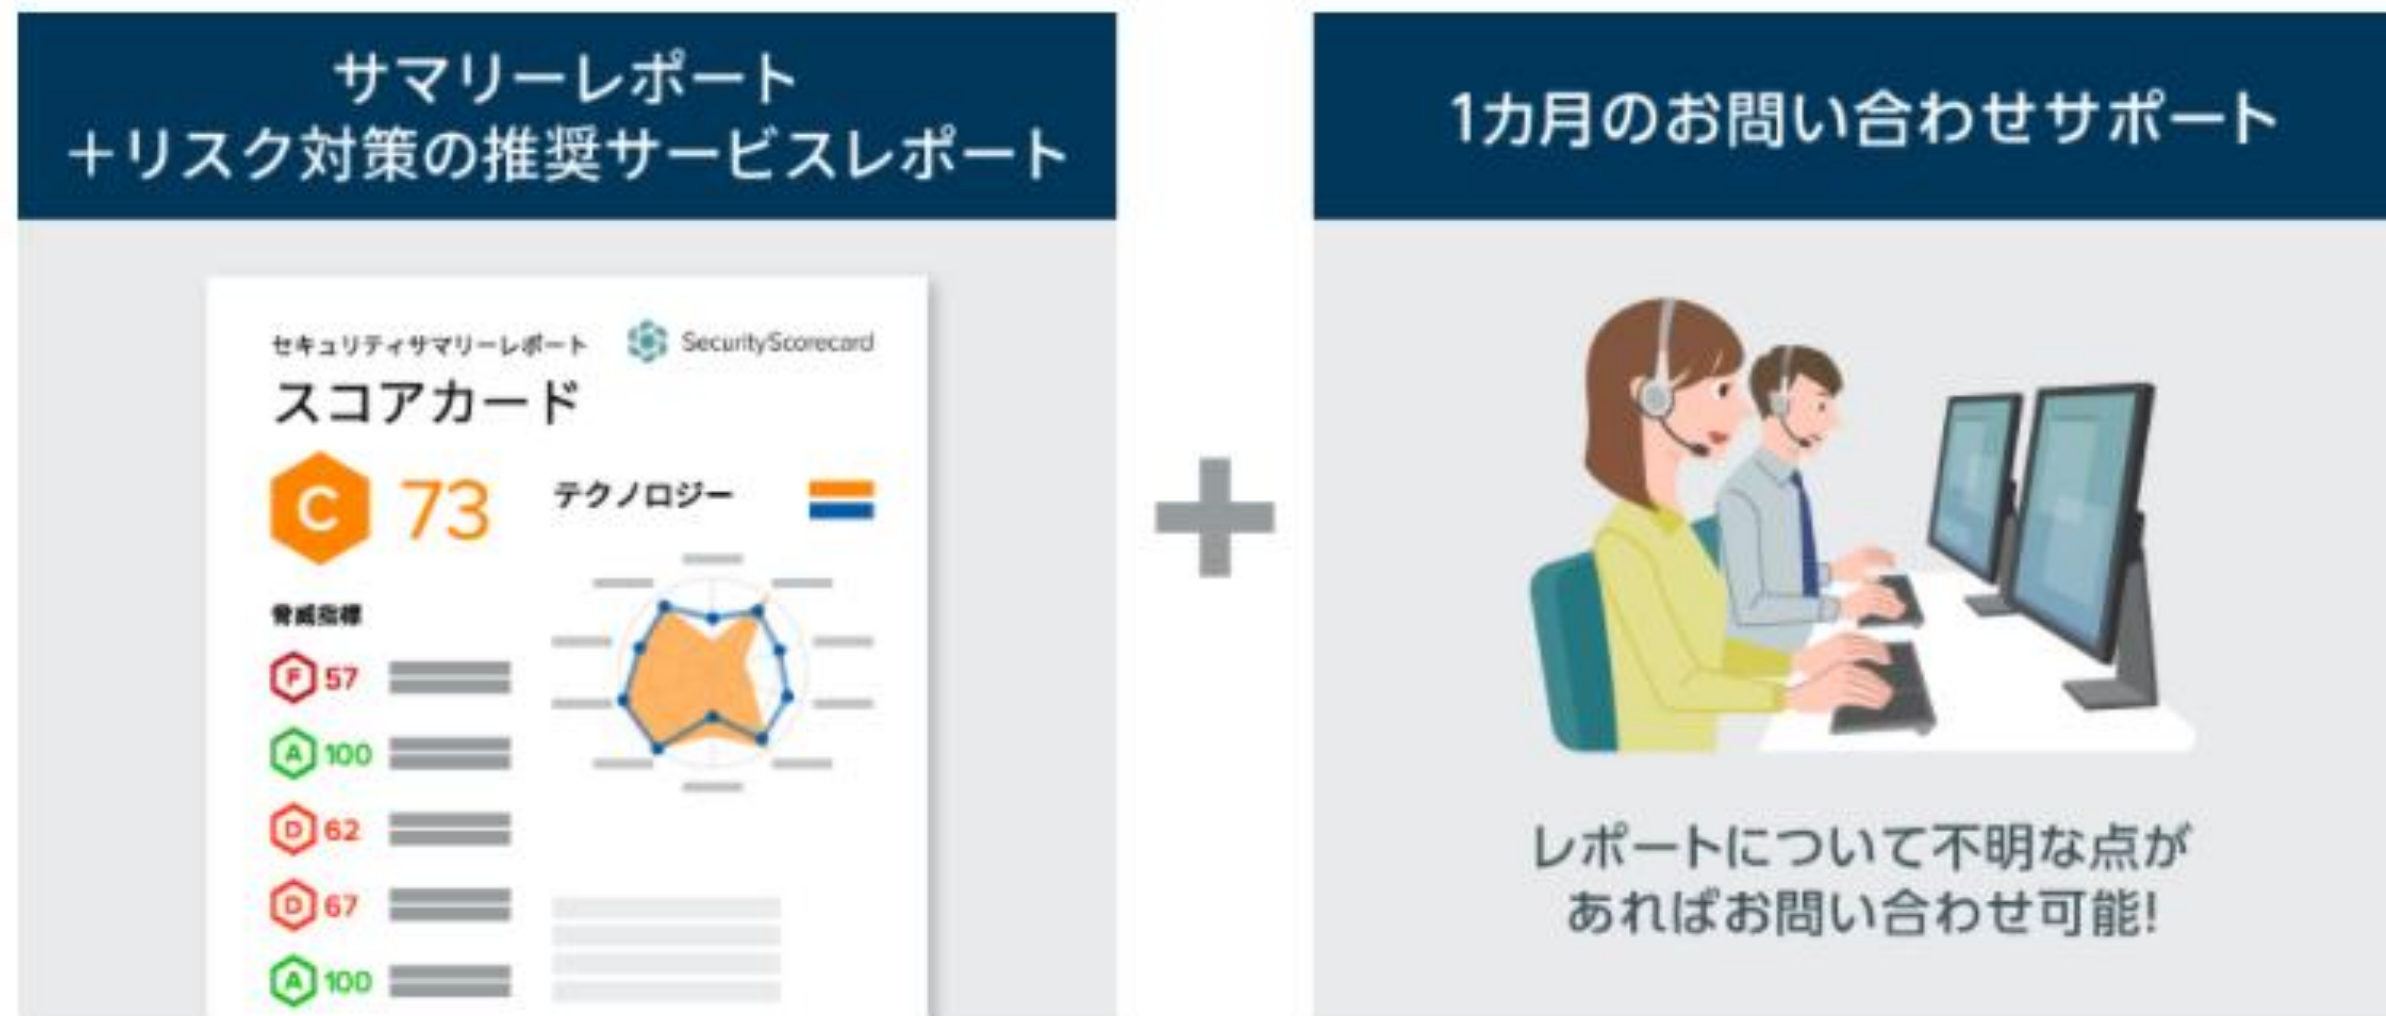 サマリーレポート
＋リスク対策の推奨サービスレポート
セキュリティサマリーレポート
SecurityScorecard
スコアカード
C 73
テクノロジー
脅威指標
F 57
A 100
D 62
D 67
A 100
1カ月のお問い合わせサポート
レポートについて不明な点が
あればお問い合わせ可能!